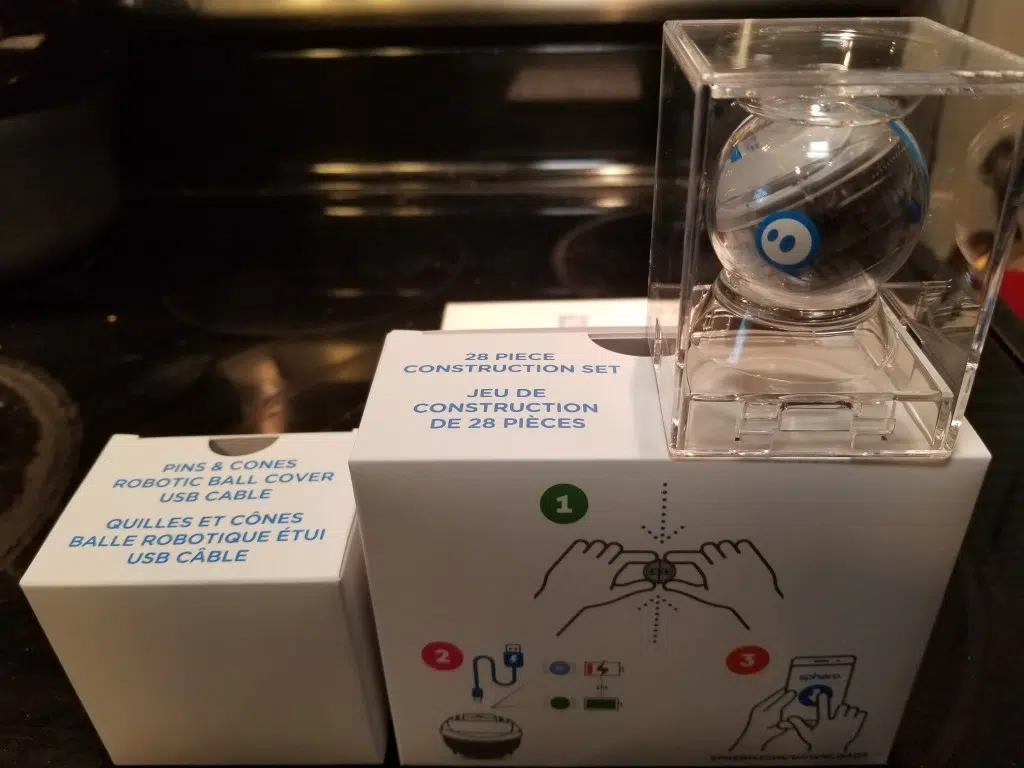 28 PIECE
CONSTRUCTION SET
JEU DE
CONSTRUCTION
DE 28 PIÈCES
PINS & CONES
ROBOTIC BALL COVER
USB CABLE
QUILLES ET CÔNES
BALLE ROBOTIQUE ÉTUI
USB CÂBLE
1
2
3
sphero